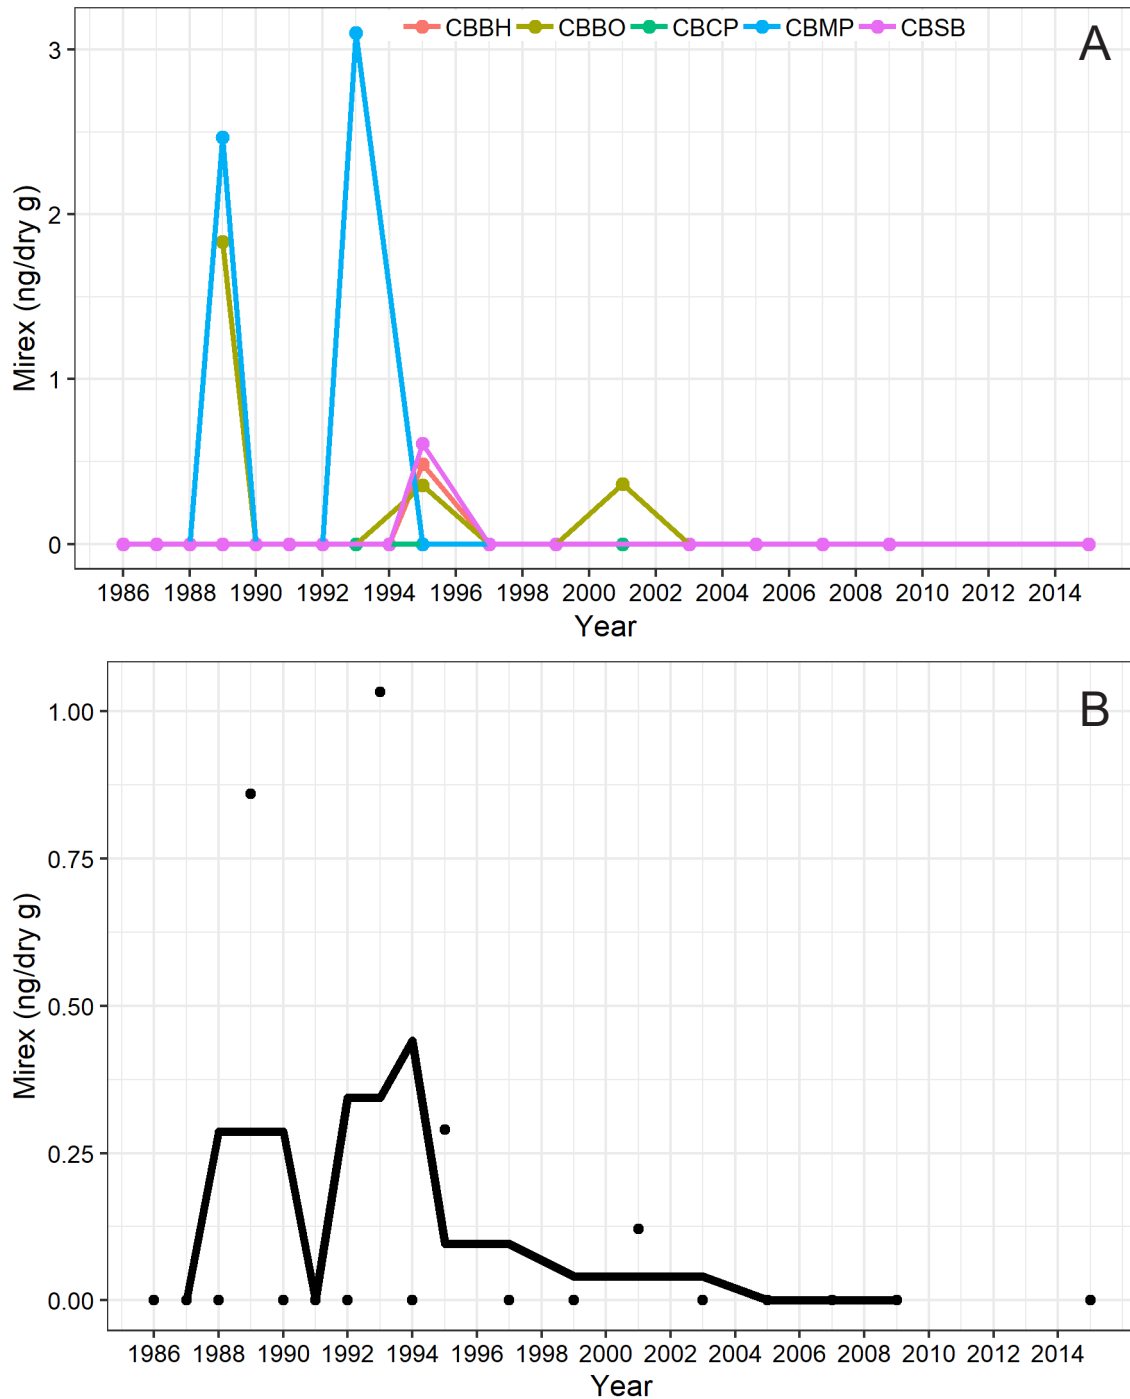 CBBH CBBO CBCP CBMP CBSB
A
3
2
1
0
Mirex (ng/dry g)
1986 1988 1990 1992 1994 1996 1998 2000 2002 2004 2006 2008 2010 2012 2014
Year
B
1.00
0.75
0.50
0.25
0.00
Mirex (ng/dry g)
1986 1988 1990 1992 1994 1996 1998 2000 2002 2004 2006 2008 2010 2012 2014
Year